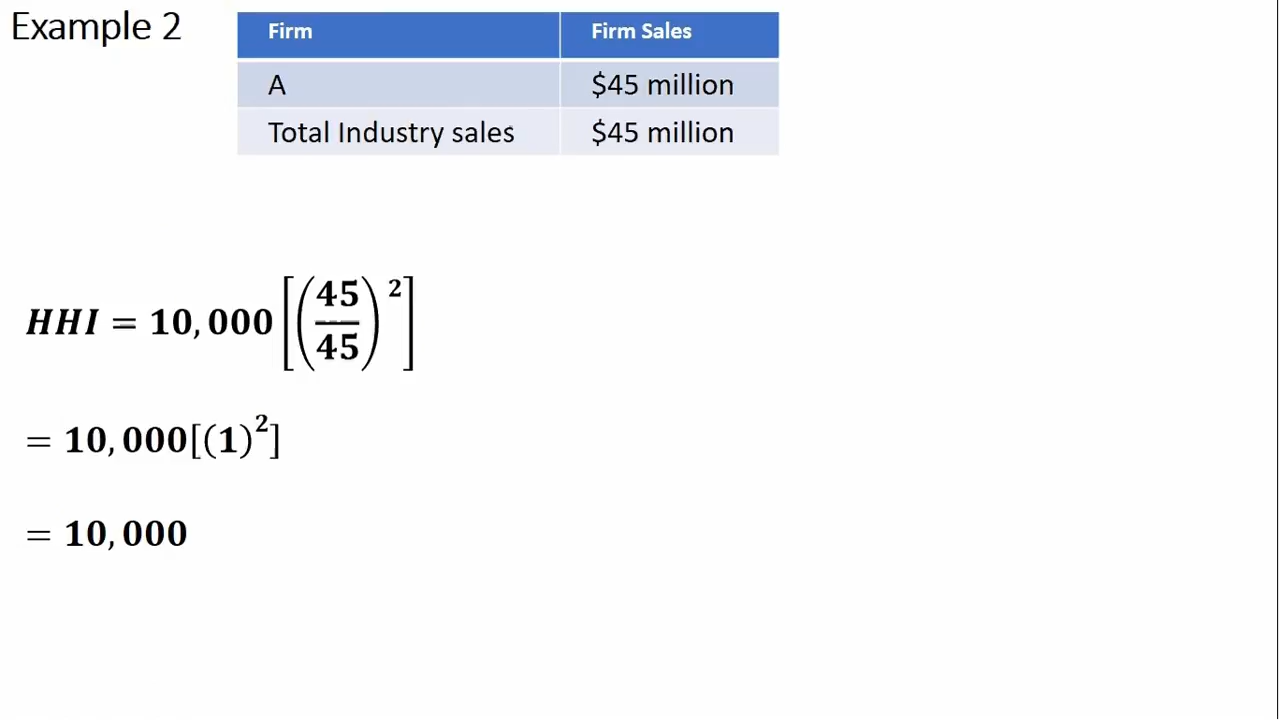 Example 2
Firm Firm Sales
A $45 million
Total Industry sales $45 million
HHI = 10,000 [(45/45)²]
= 10,000[(1)²]
= 10,000